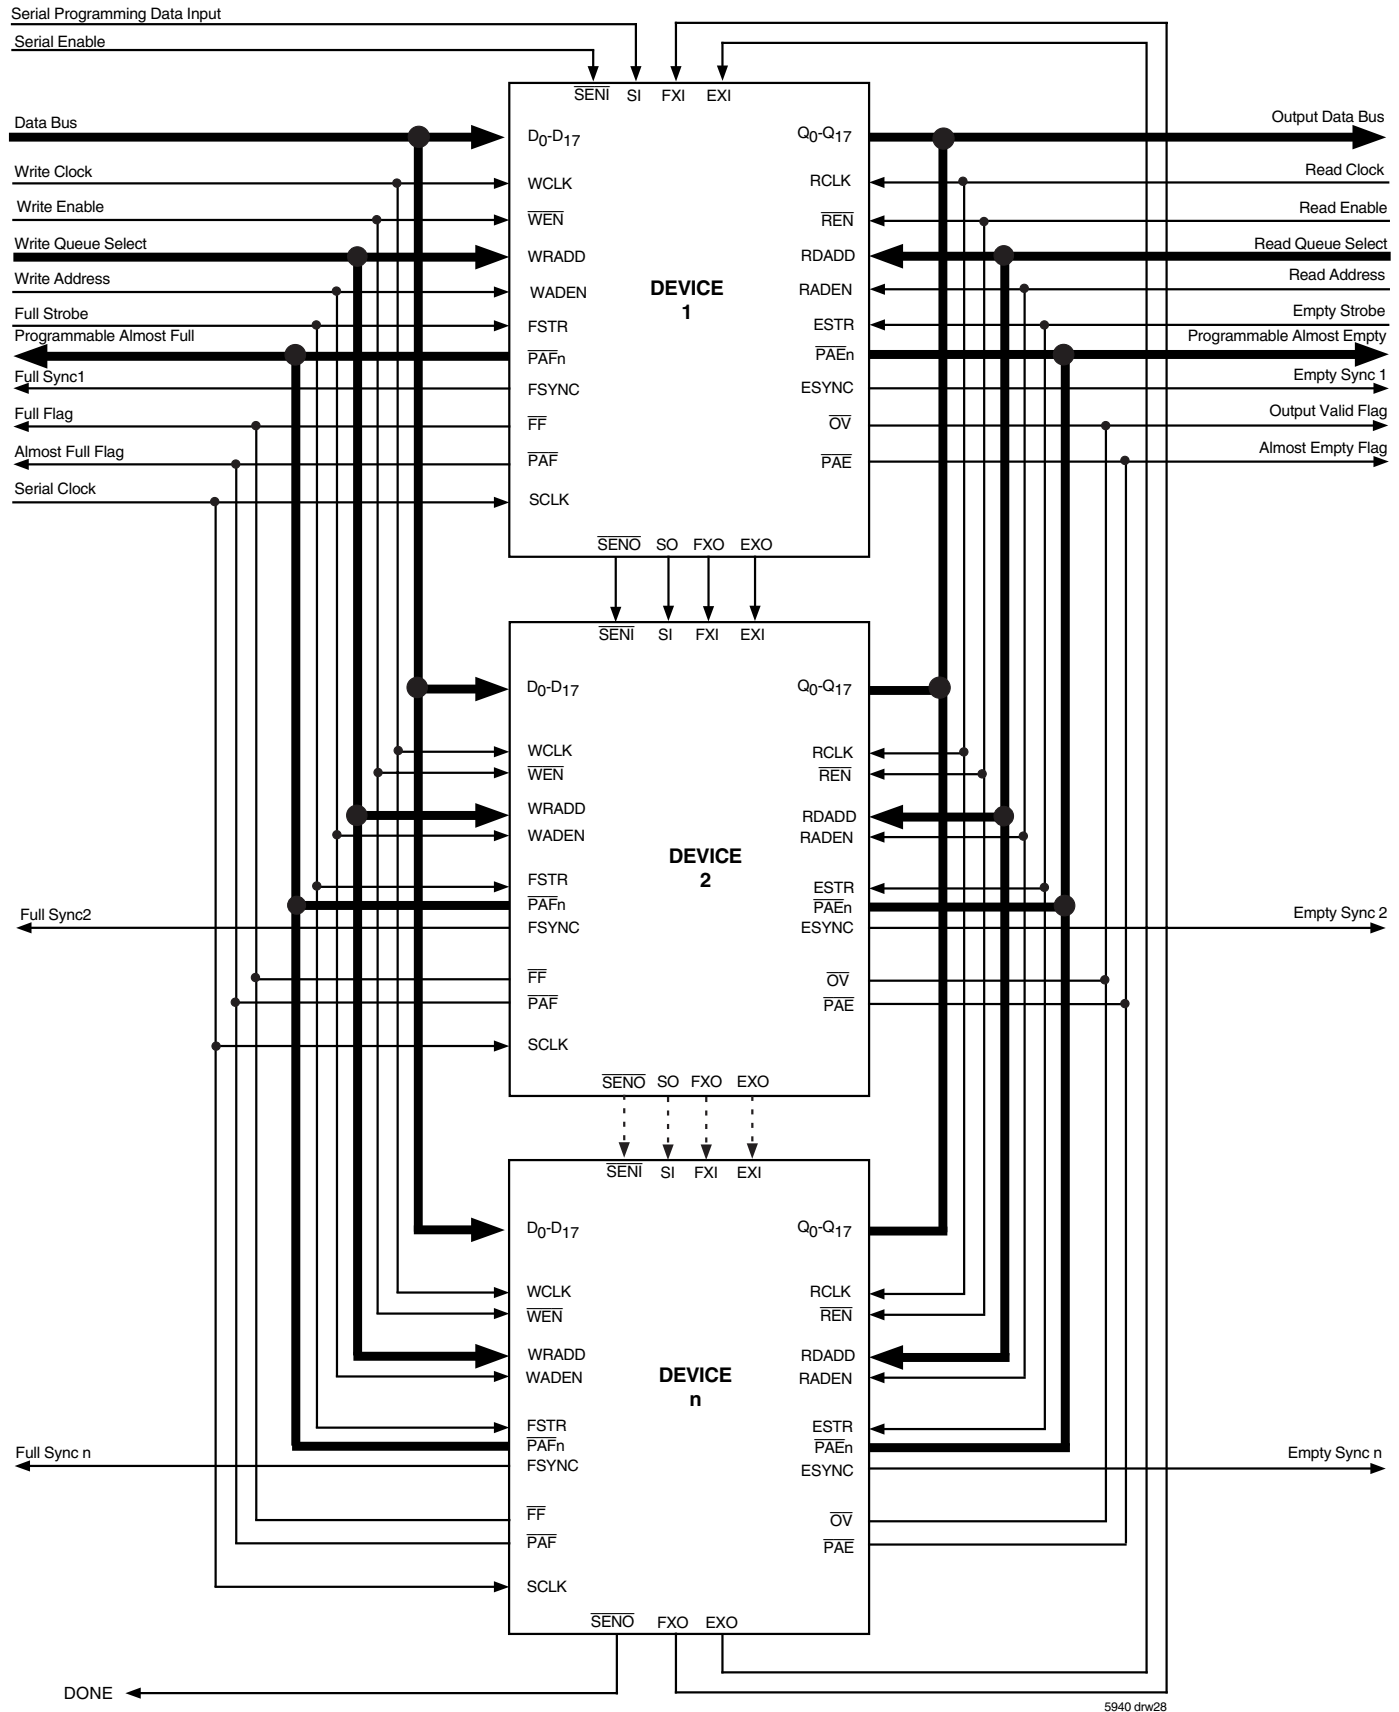 Serial Programming Data Input
Serial Enable
SENI SI FXI EXI
Data Bus D0-D17 Q0-Q17 Output Data Bus
Write Clock WCLK RCLK Read Clock
Write Enable WEN REN Read Enable
Write Queue Select WRADD RDADD Read Queue Select
Write Address WADEN RADEN Read Address
DEVICE
1
Full Strobe FSTR ESTR Empty Strobe
Programmable Almost Full PAFn PAEn Programmable Almost Empty
Full Sync1 FSYNC ESYNC Empty Sync 1
Full Flag FF OV Output Valid Flag
Almost Full Flag PAF PAE Almost Empty Flag
Serial Clock SCLK
SENO SO FXO EXO
SENI SI FXI EXI
D0-D17 Q0-Q17
WCLK RCLK
WEN REN
WRADD RDADD
WADEN RADEN
DEVICE
2
FSTR ESTR
PAFn PAEn
Full Sync2 FSYNC ESYNC Empty Sync 2
FF OV
PAF PAE
SCLK
SENO SO FXO EXO
SENI SI FXI EXI
D0-D17 Q0-Q17
WCLK RCLK
WEN REN
WRADD RDADD
WADEN RADEN
DEVICE
n
FSTR ESTR
PAFn PAEn
Full Sync n FSYNC ESYNC Empty Sync n
FF OV
PAF PAE
SCLK
SENO FXO EXO
DONE
5940 drw28